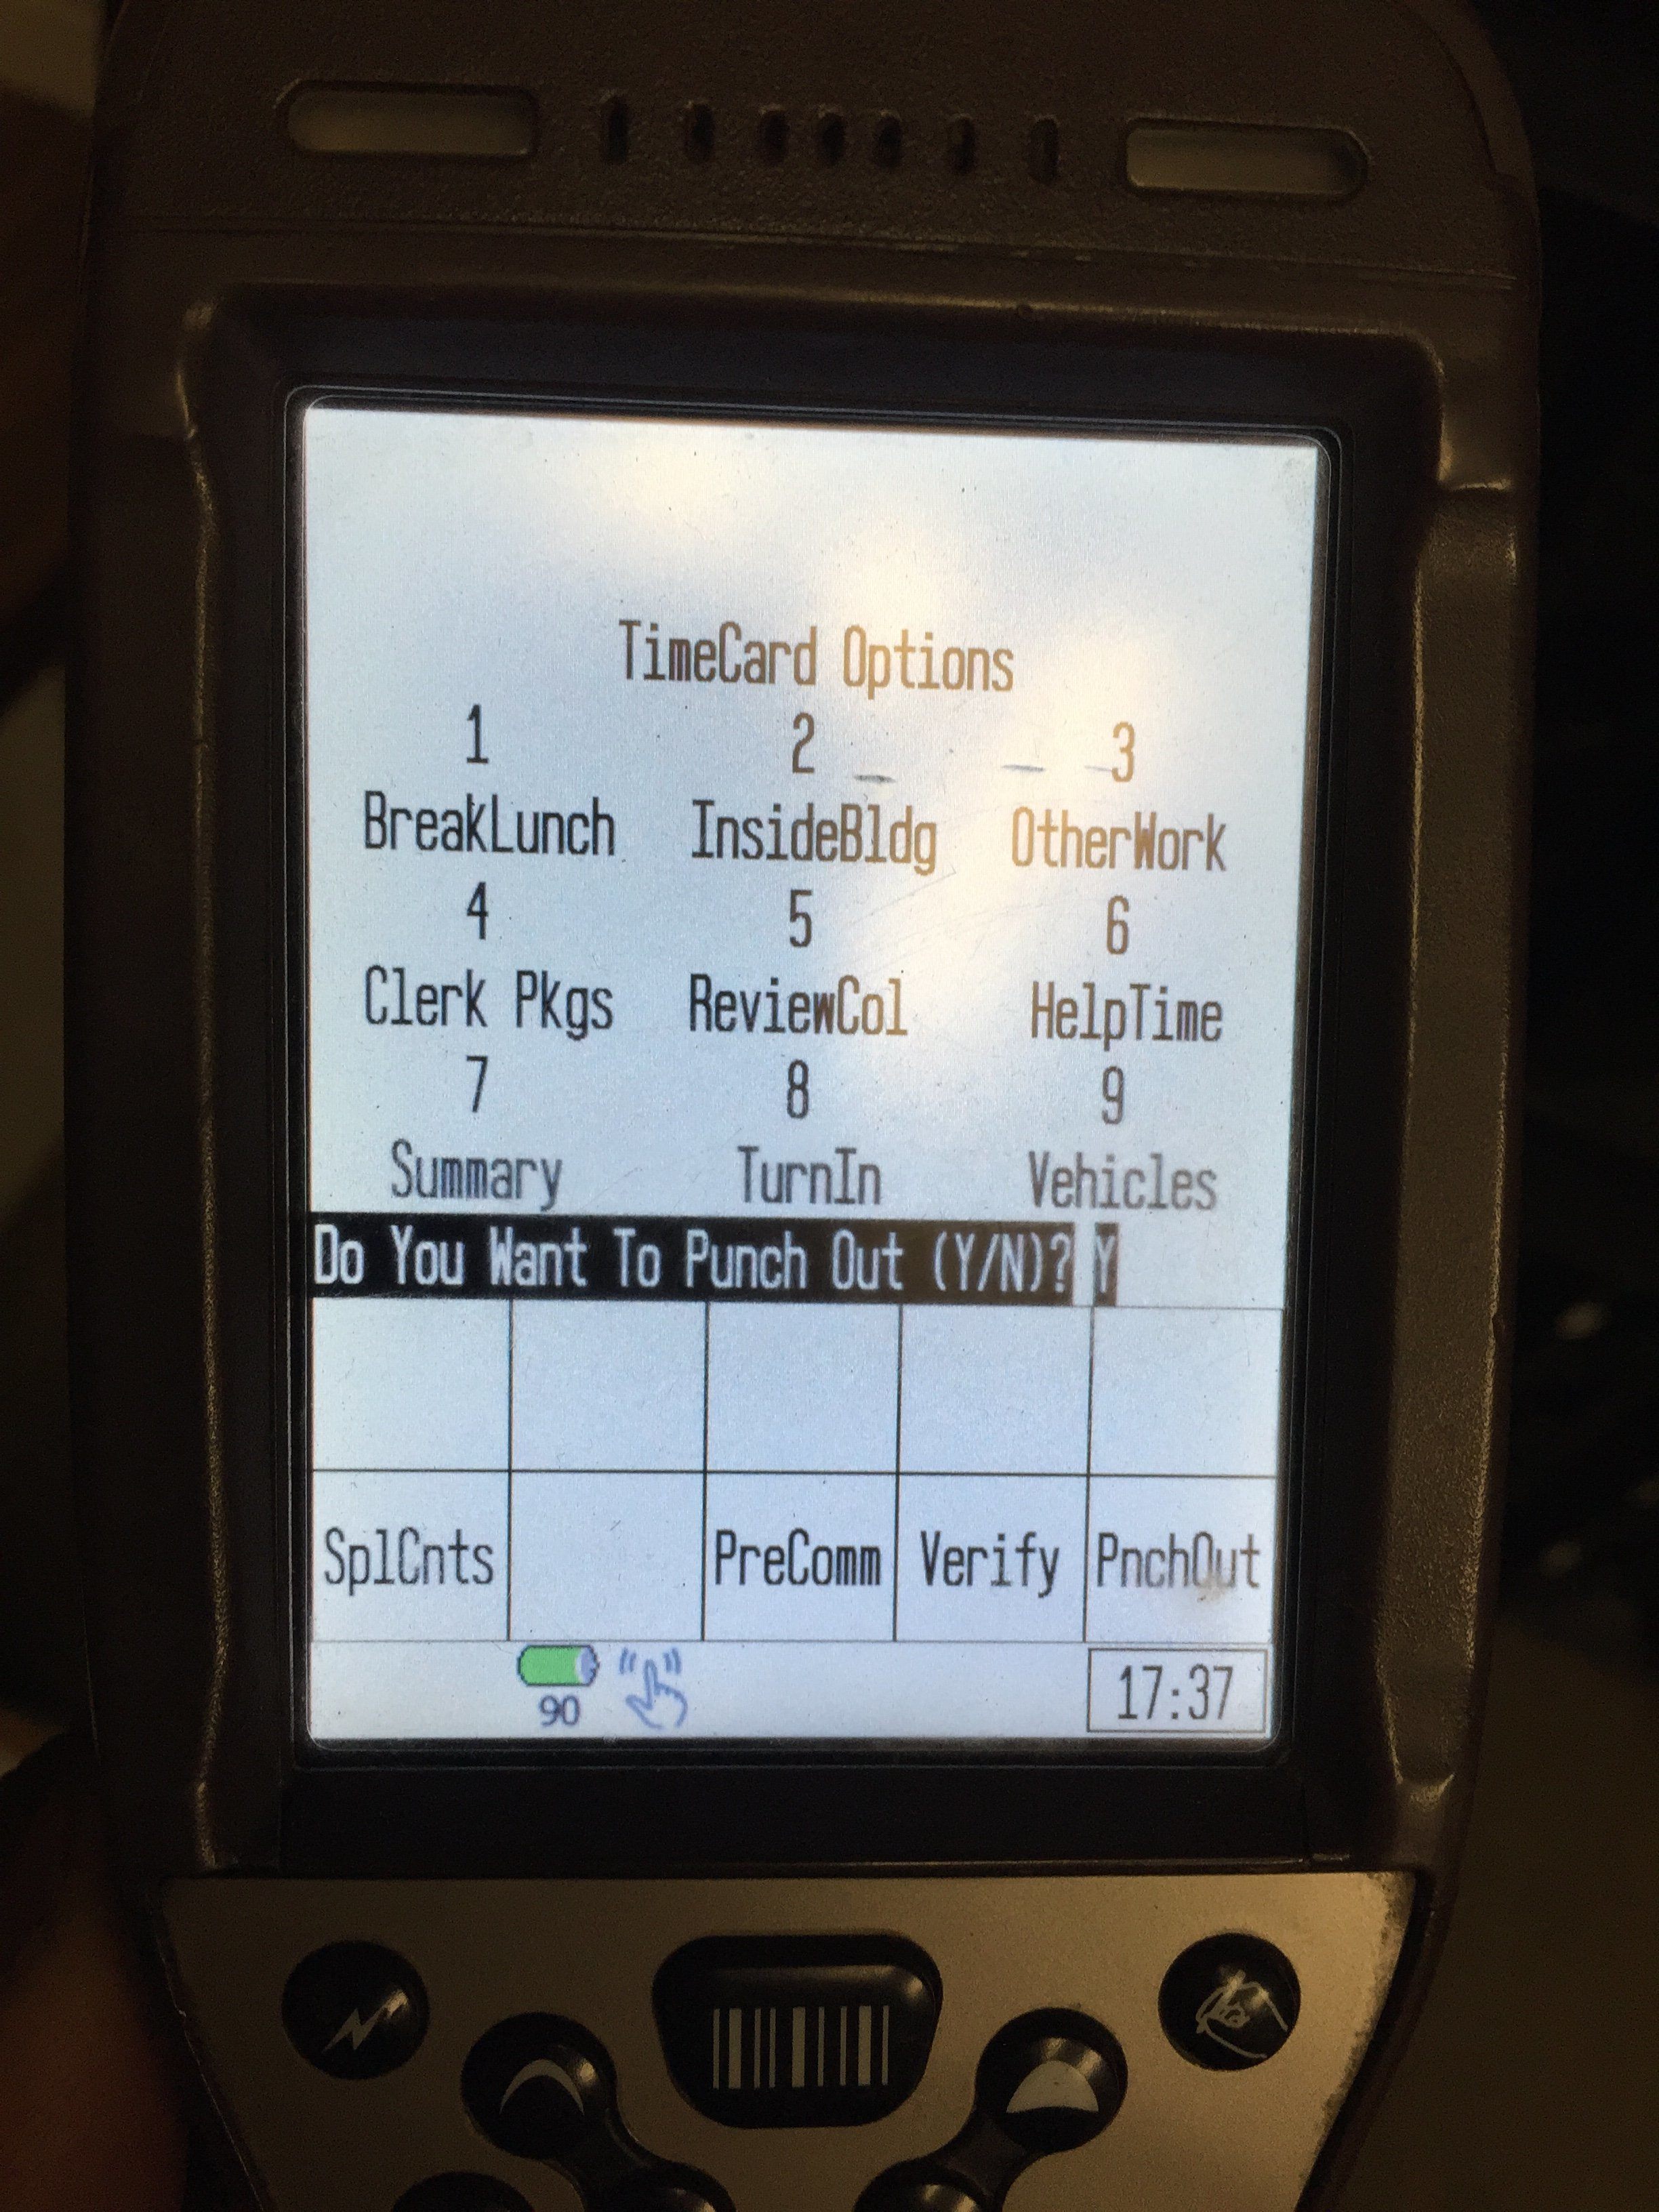 TimeCard Options
1 2 3
BreakLunch InsideBldg OtherWork
4 5 6
Clerk Pkgs ReviewCol HelpTime
7 8 9
Summary TurnIn Vehicles
Do You Want To Punch Out (Y/N)? Y
SplCnts PreComm Verify PnchOut
90 17:37